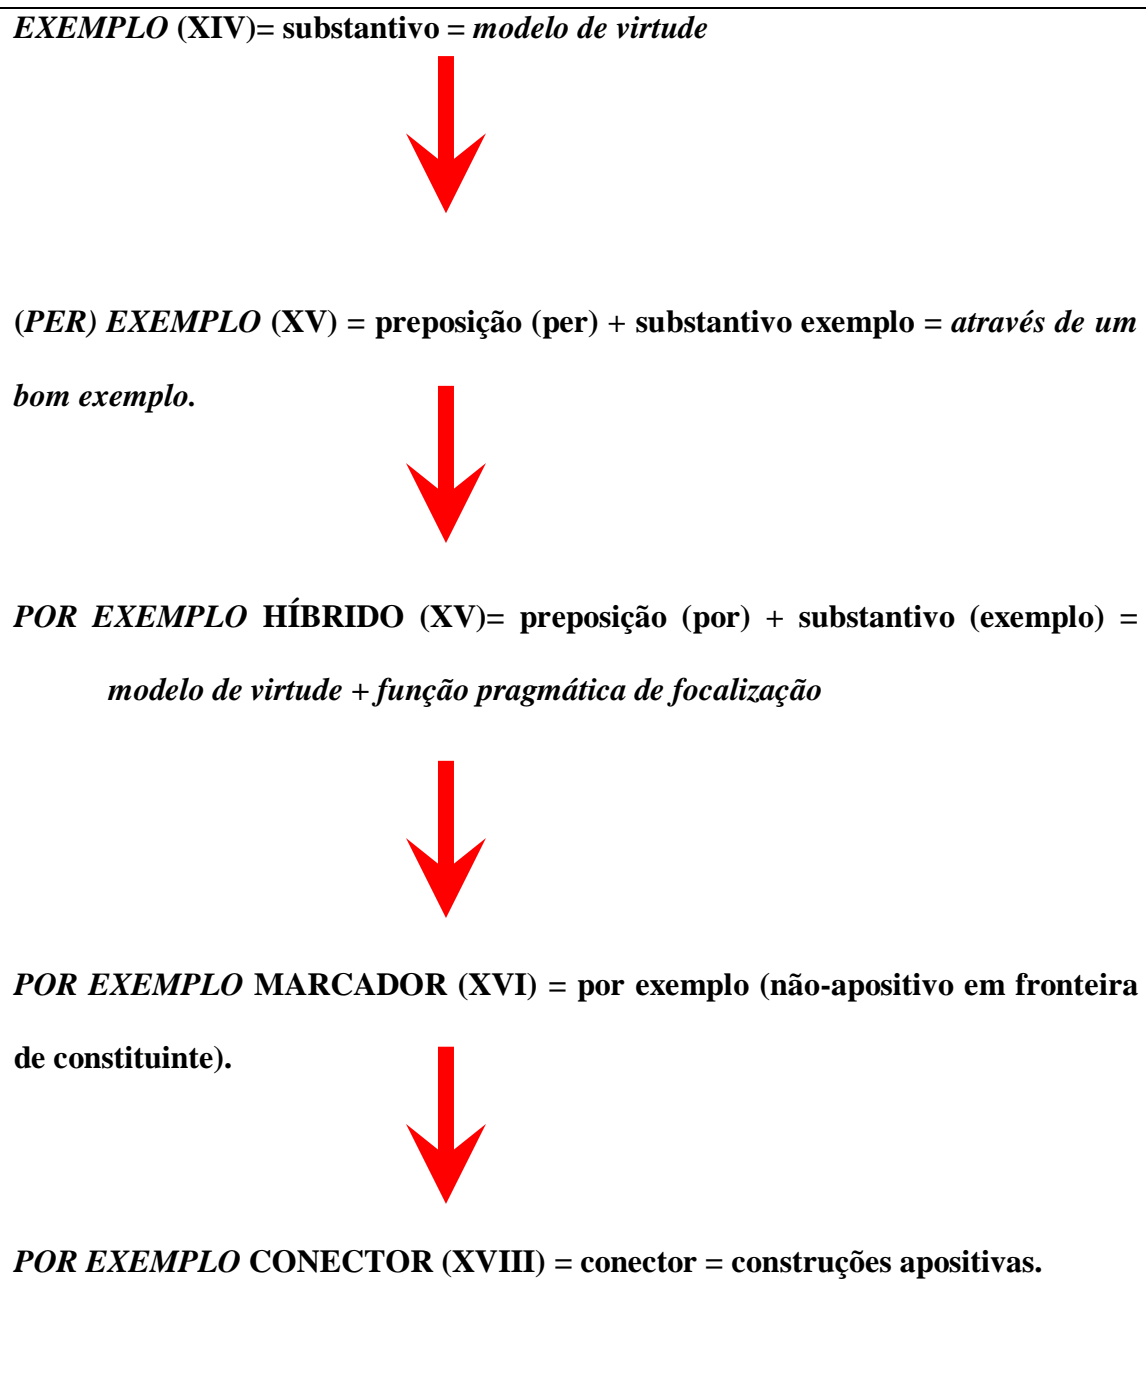 EXEMPLO (XIV)= substantivo = modelo de virtude
(PER) EXEMPLO (XV) = preposição (per) + substantivo exemplo = através de um
bom exemplo.
POR EXEMPLO HÍBRIDO (XV)= preposição (por) + substantivo (exemplo) =
modelo de virtude + função pragmática de focalização
POR EXEMPLO MARCADOR (XVI) = por exemplo (não-apositivo em fronteira
de constituinte).
POR EXEMPLO CONECTOR (XVIII) = conector = construções apositivas.